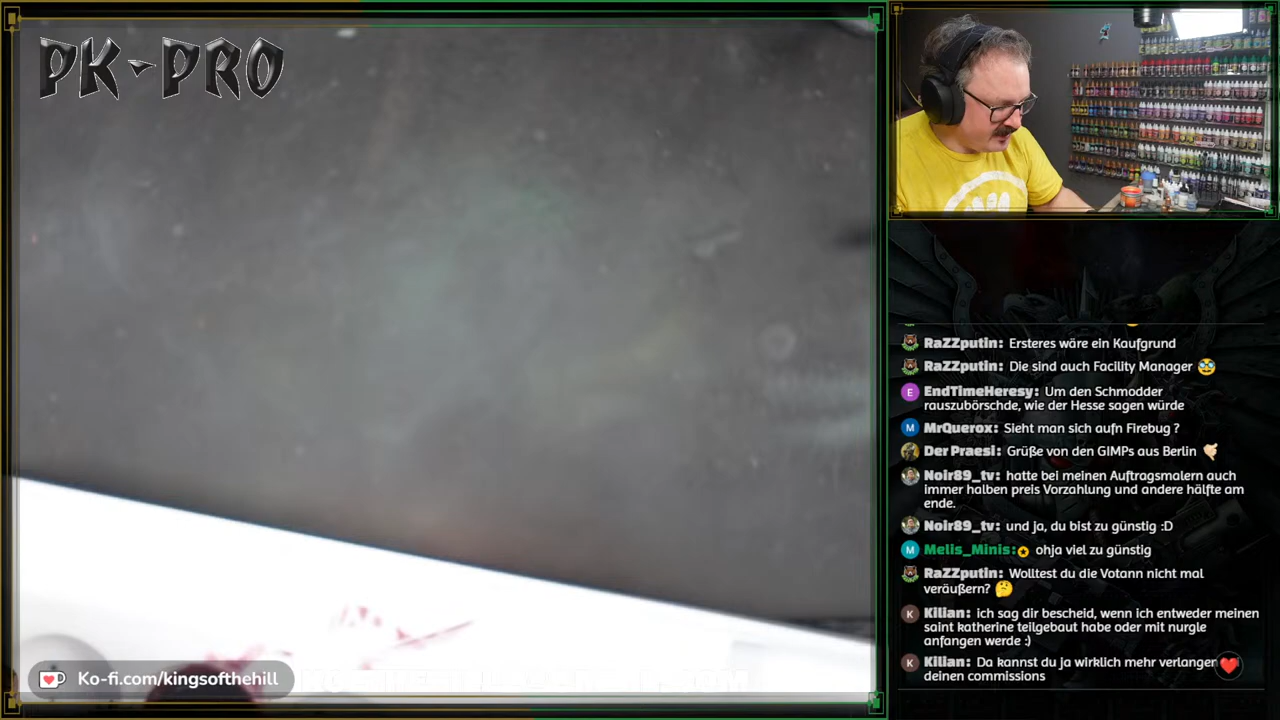 PK-PRO
RaZZputin: Ersteres wäre ein Kaufgrund
RaZZputin: Die sind auch Facility Manager
EndTimeHeresy: Um den Schmodder
rauszubörschde, wie der Hesse sagen würde
MrQuerox: Sieht man sich aufn Firebug ?
Der Praesi: Grüße von den GIMPs aus Berlin
Noir89_tv: hatte bei meinen Auftragsmalern auch
immer halben preis Vorzahlung und andere hälfte am
ende.
Noir89_tv: und ja, du bist zu günstig :D
Melis_Minis: ohja viel zu günstig
RaZZputin: Wolltest du die Votann nicht mal
veräußern?
Kilian: ich sag dir bescheid, wenn ich entweder meinen
saint katherine teilgebaut habe oder mit nurgle
anfangen werde :)
Kilian: Da kannst du ja wirklich mehr verlangen
deinen commissions
Ko-fi.com/kingsofthehill